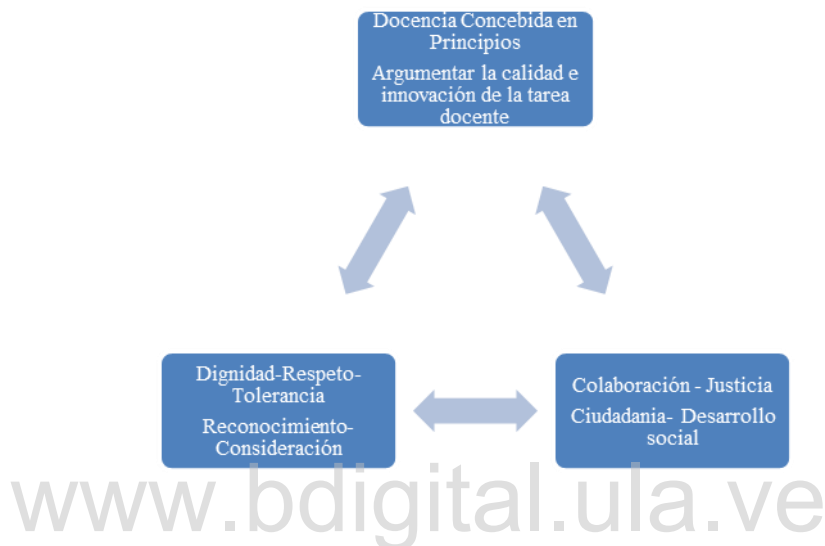 Docencia Concebida en
Principios
Argumentar la calidad e
innovación de la tarea
docente
Dignidad-Respeto-
Tolerancia
Reconocimiento-
Consideración
Colaboración - Justicia
Ciudadania- Desarrollo
social
www.bdigital.ula.ve